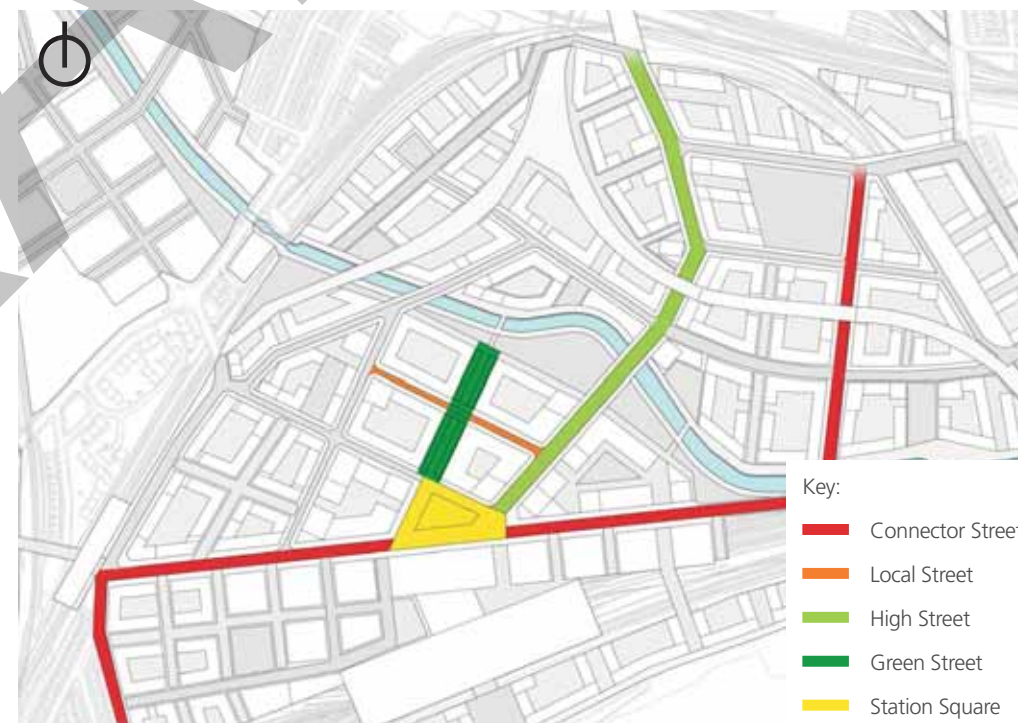 Key:
Connector Street
Local Street
High Street
Green Street
Station Square